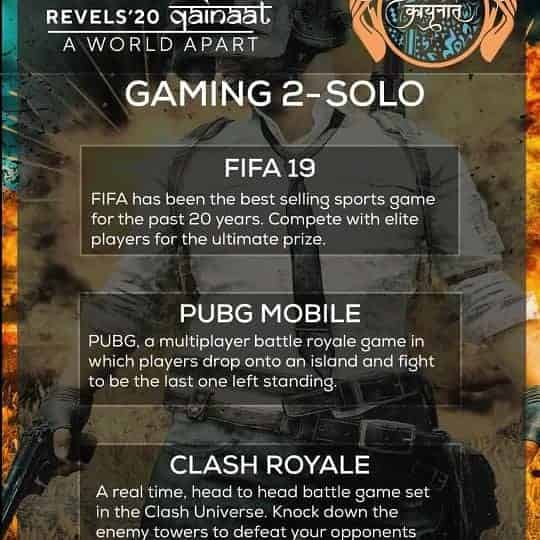 REVELS'20 qainaat
A WORLD APART
क़ायनात
GAMING 2-SOLO
FIFA 19
FIFA has been the best selling sports game
for the past 20 years. Compete with elite
players for the ultimate prize.
PUBG MOBILE
PUBG, a multiplayer battle royale game in
which players drop onto an island and fight
to be the last one left standing.
CLASH ROYALE
A real time, head to head battle game set
in the Clash Universe. Knock down the
enemy towers to defeat your opponents